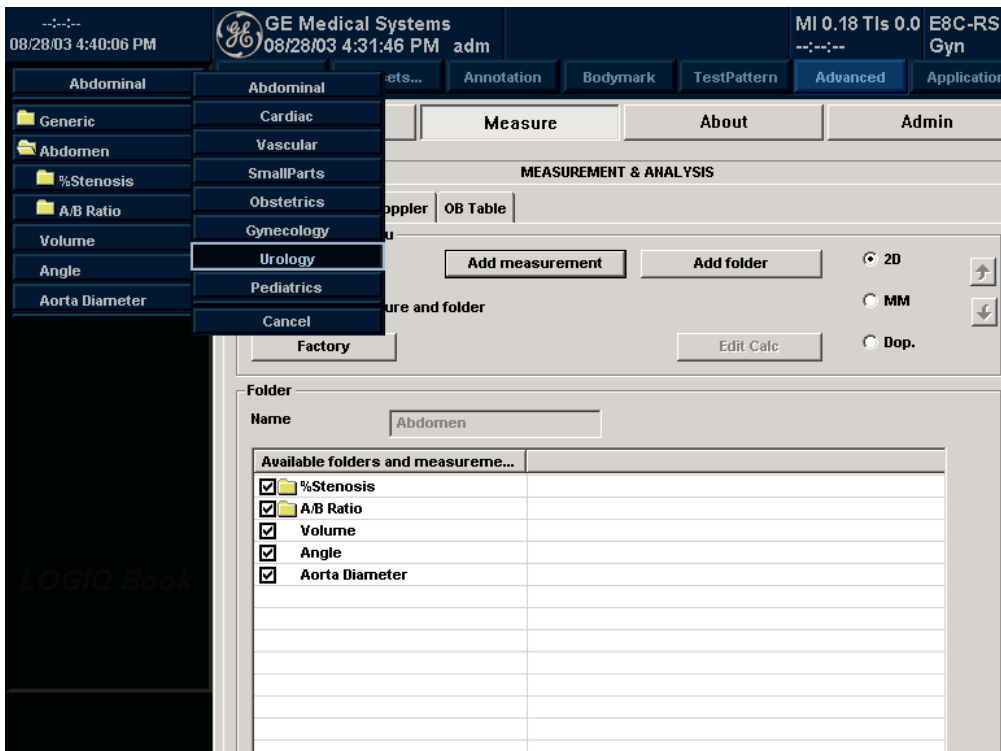 --:--:--
08/28/03 4:40:06 PM
GE Medical Systems
08/28/03 4:31:46 PM adm
MI 0.18 TIs 0.0
--:--:--
E8C-RS
Gyn
Abdominal
Generic
Abdomen
%Stenosis
A/B Ratio
Volume
Angle
Aorta Diameter
LOGIQ Book
Abdominal
Cardiac
Vascular
SmallParts
Obstetrics
Gynecology
Urology
Pediatrics
Cancel
ets...
Annotation
Bodymark
TestPattern
Advanced
Application
Measure
About
Admin
MEASUREMENT & ANALYSIS
oppler
OB Table
u
Add measurement
Add folder
2D
MM
Dop.
ure and folder
Factory
Edit Calc
Folder
Name
Abdomen
Available folders and measureme...
%Stenosis
A/B Ratio
Volume
Angle
Aorta Diameter